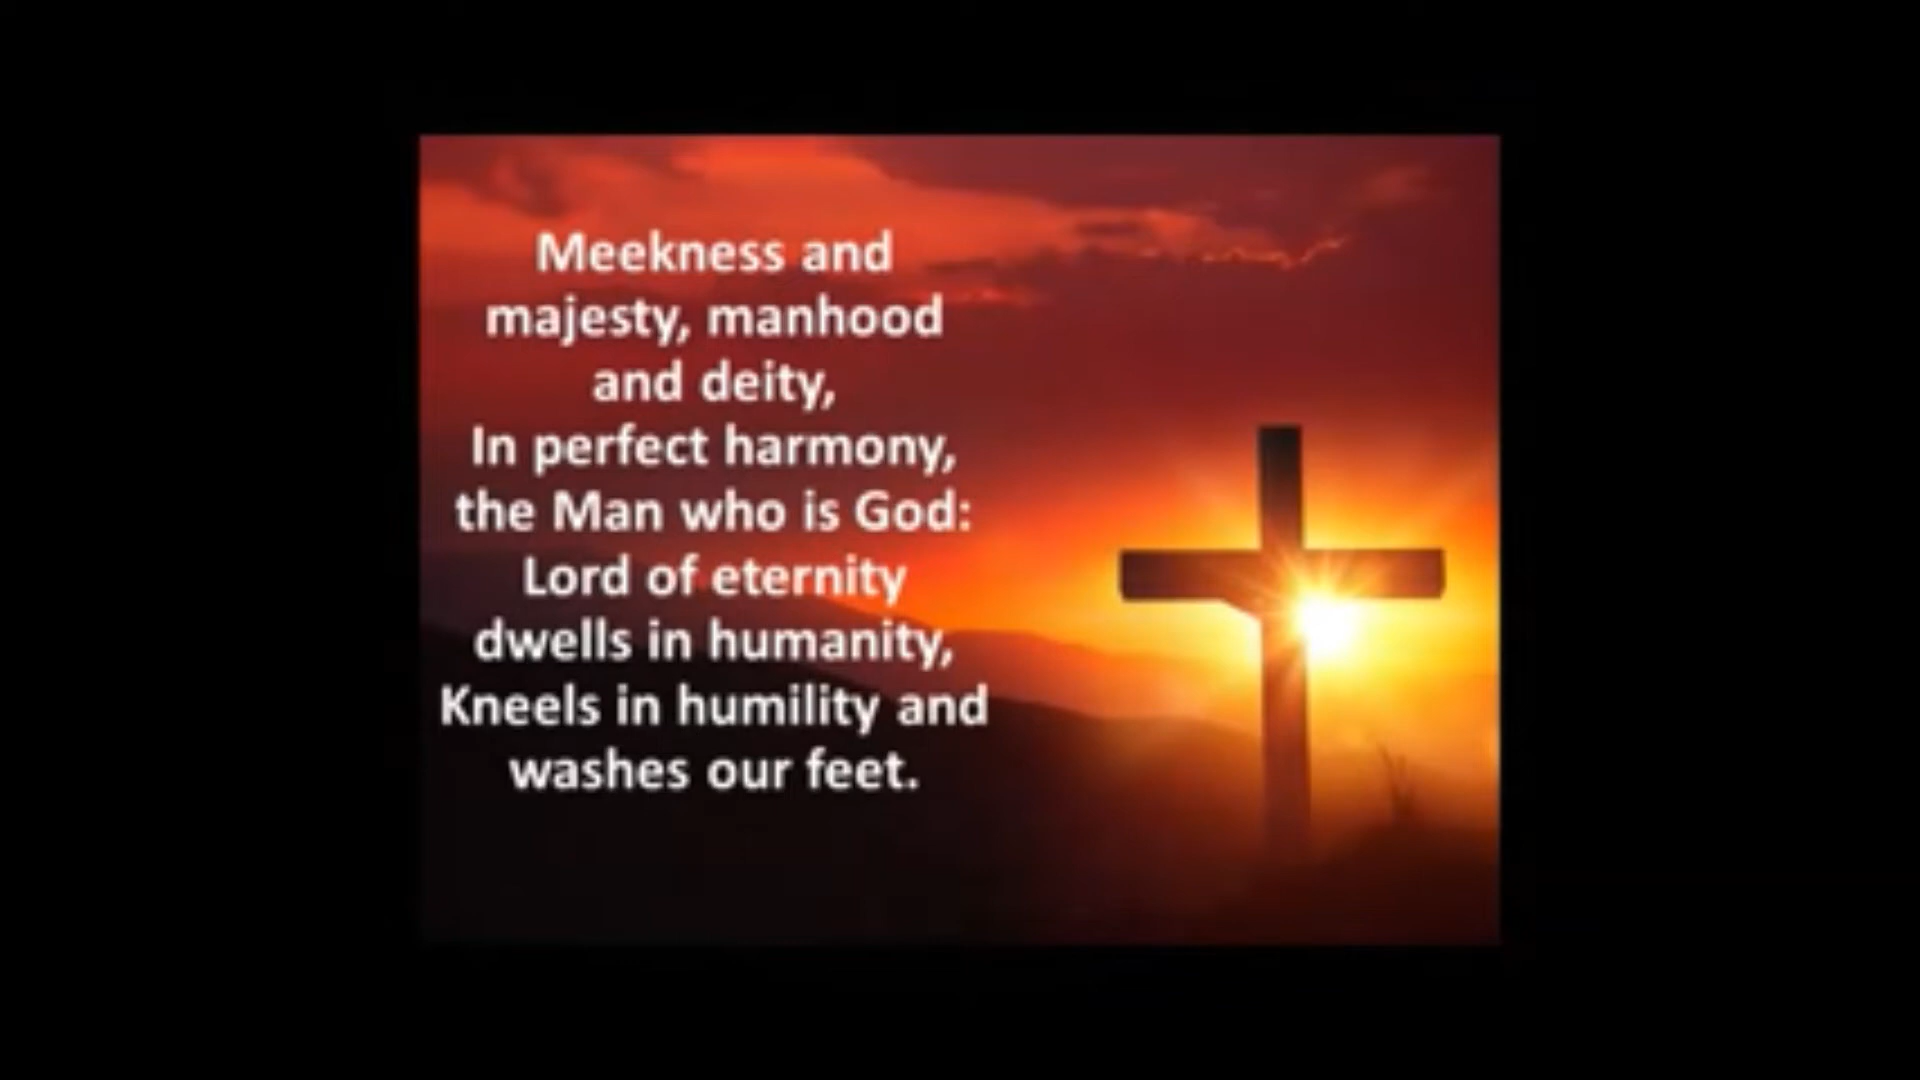 Meekness and
majesty, manhood
and deity,
In perfect harmony,
the Man who is God:
Lord of eternity
dwells in humanity,
Kneels in humility and
washes our feet.